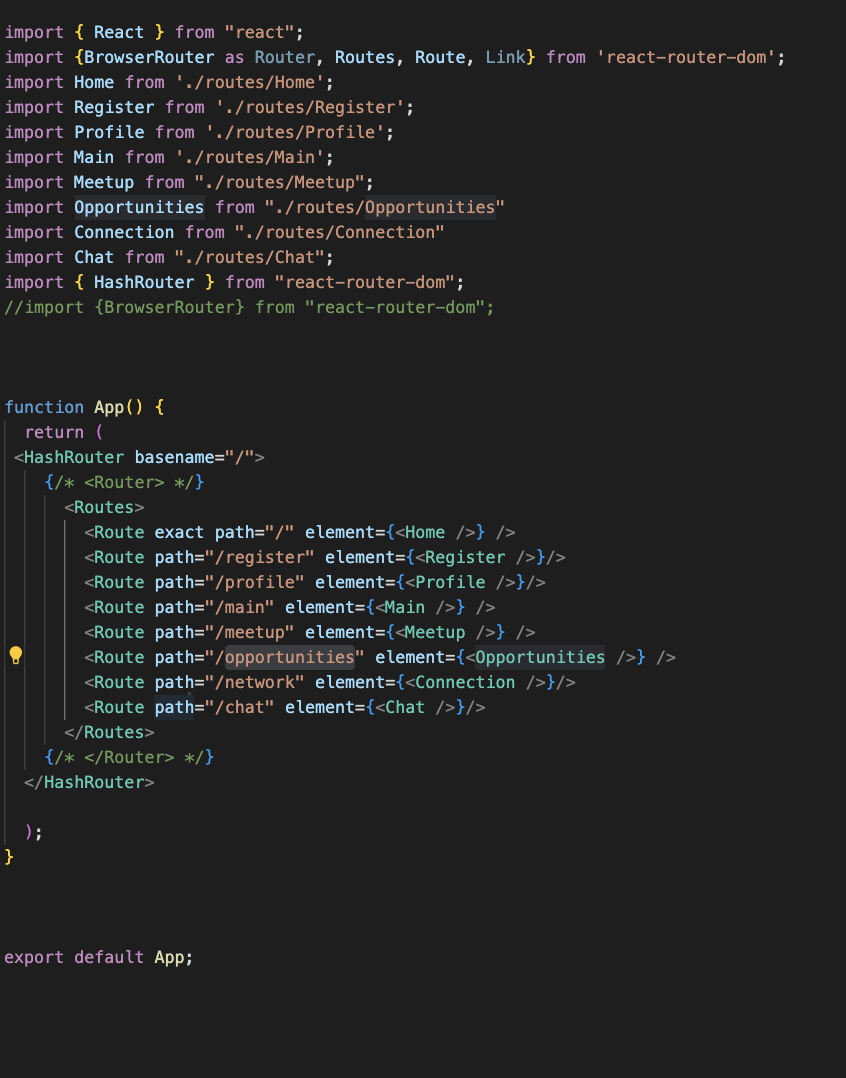 import { React } from "react";
import {BrowserRouter as Router, Routes, Route, Link} from 'react-router-dom';
import Home from './routes/Home';
import Register from './routes/Register';
import Profile from './routes/Profile';
import Main from './routes/Main';
import Meetup from "./routes/Meetup";
import Opportunities from "./routes/Opportunities"
import Connection from "./routes/Connection"
import Chat from "./routes/Chat";
import { HashRouter } from "react-router-dom";
//import {BrowserRouter} from "react-router-dom";
function App() {
  return (
 <HashRouter basename="/">
    {/* <Router> */}
      <Routes>
        <Route exact path="/" element={<Home />} />
        <Route path="/register" element={<Register />}/>
        <Route path="/profile" element={<Profile />}/>
        <Route path="/main" element={<Main />} />
        <Route path="/meetup" element={<Meetup />} />
        <Route path="/opportunities" element={<Opportunities />} />
        <Route path="/network" element={<Connection />}/>
        <Route path="/chat" element={<Chat />}/>
      </Routes>
    {/* </Router> */}
  </HashRouter>
  );
}
export default App;